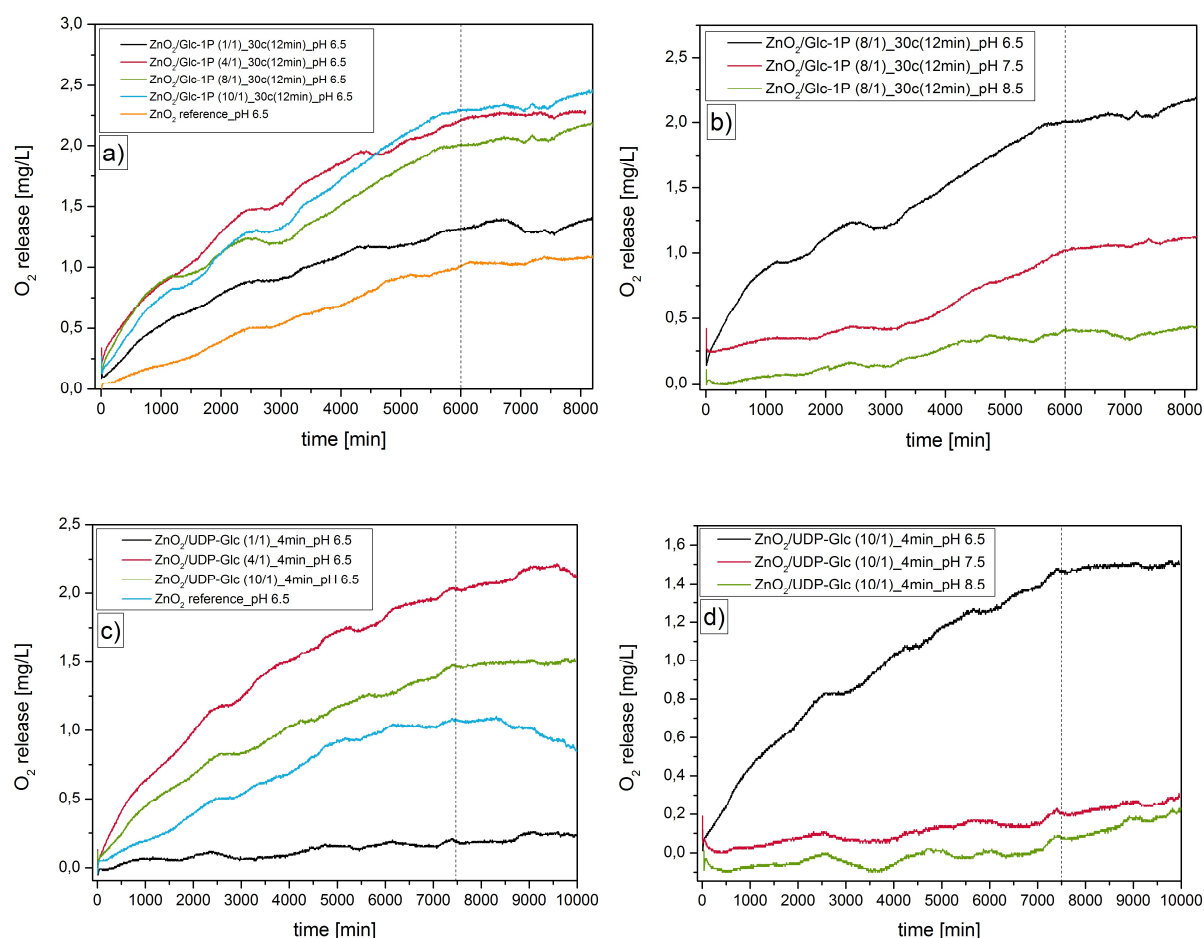 3,0
2,5
2,0
1,5
1,0
0,5
0,0
O2 release [mg/L]
ZnO2/Glc-1P (1/1)_30c(12min)_pH 6.5
ZnO2/Glc-1P (4/1)_30c(12min)_pH 6.5
ZnO2/Glc-1P (8/1)_30c(12min)_pH 6.5
ZnO2/Glc-1P (10/1)_30c(12min)_pH 6.5
ZnO2 reference_pH 6.5
a)
0 1000 2000 3000 4000 5000 6000 7000 8000
time [min]
2,5
2,0
1,5
1,0
0,5
0,0
O2 release [mg/L]
ZnO2/Glc-1P (8/1)_30c(12min)_pH 6.5
ZnO2/Glc-1P (8/1)_30c(12min)_pH 7.5
ZnO2/Glc-1P (8/1)_30c(12min)_pH 8.5
b)
0 1000 2000 3000 4000 5000 6000 7000 8000
time [min]
2,5
2,0
1,5
1,0
0,5
0,0
O2 release [mg/L]
ZnO2/UDP-Glc (1/1)_4min_pH 6.5
ZnO2/UDP-Glc (4/1)_4min_pH 6.5
ZnO2/UDP-Glc (10/1)_4min_pI I 6.5
ZnO2 reference_pH 6.5
c)
0 1000 2000 3000 4000 5000 6000 7000 8000 9000 10000
time [min]
1,6
1,4
1,2
1,0
0,8
0,6
0,4
0,2
0,0
O2 release [mg/L]
ZnO2/UDP-Glc (10/1)_4min_pH 6.5
ZnO2/UDP-Glc (10/1)_4min_pH 7.5
ZnO2/UDP-Glc (10/1)_4min_pH 8.5
d)
0 1000 2000 3000 4000 5000 6000 7000 8000 9000 10000
time [min]